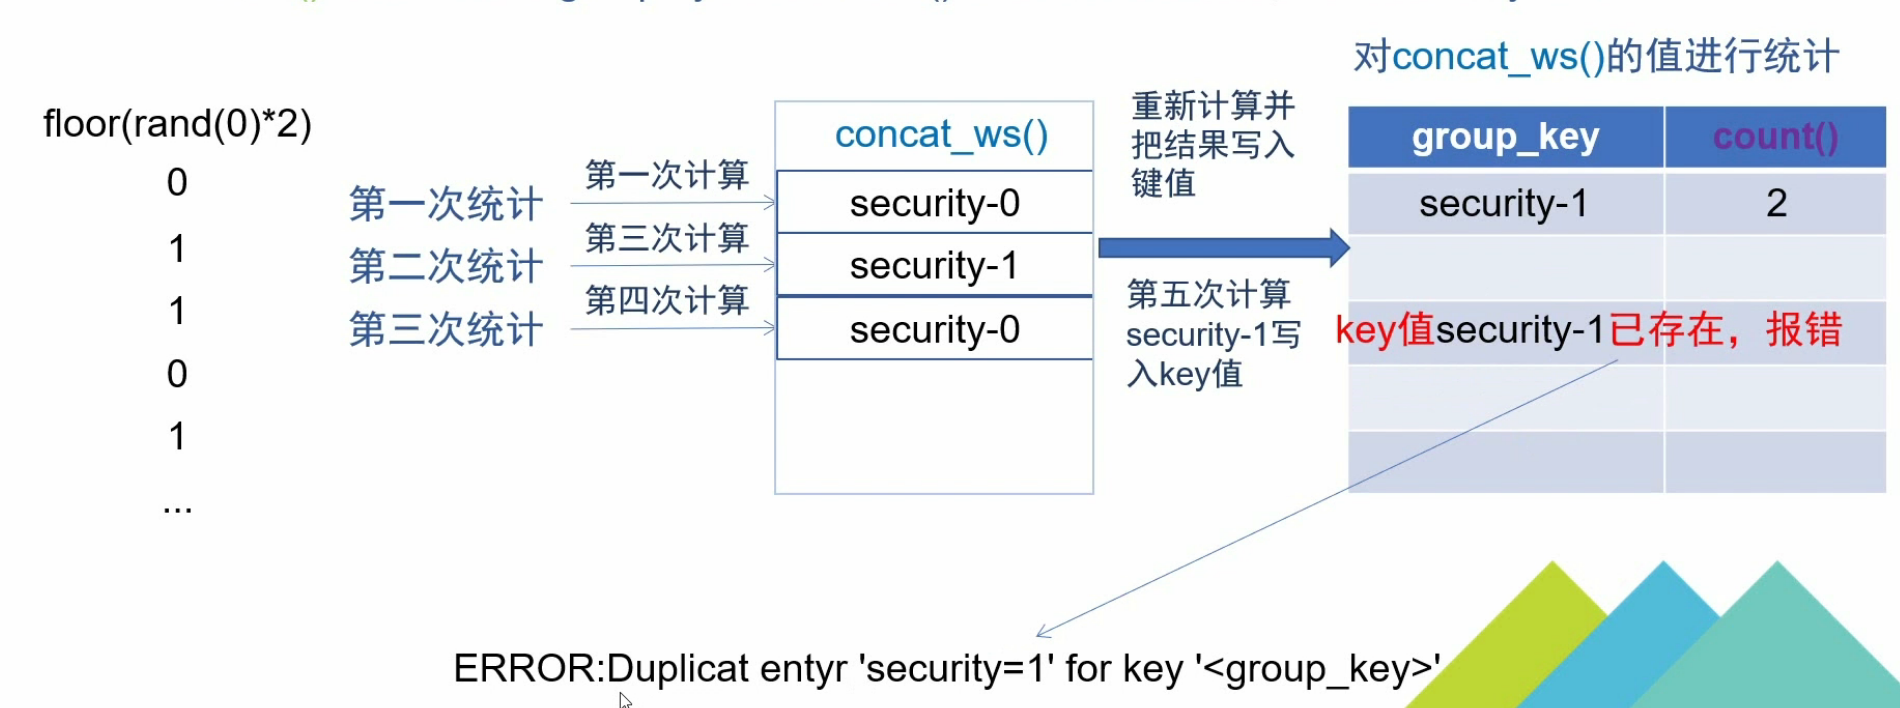 对concat_ws()的值进行统计
floor(rand(0)*2)
0
1
1
0
1
...
第一次统计
第二次统计
第三次统计
第一次计算
第三次计算
第四次计算
concat_ws()
security-0
security-1
security-0
重新计算并
把结果写入
键值
第五次计算
security-1写
入key值
group_key count()
security-1 2
key值security-1已存在，报错
ERROR:Duplicat entyr 'security=1' for key '<group_key>'